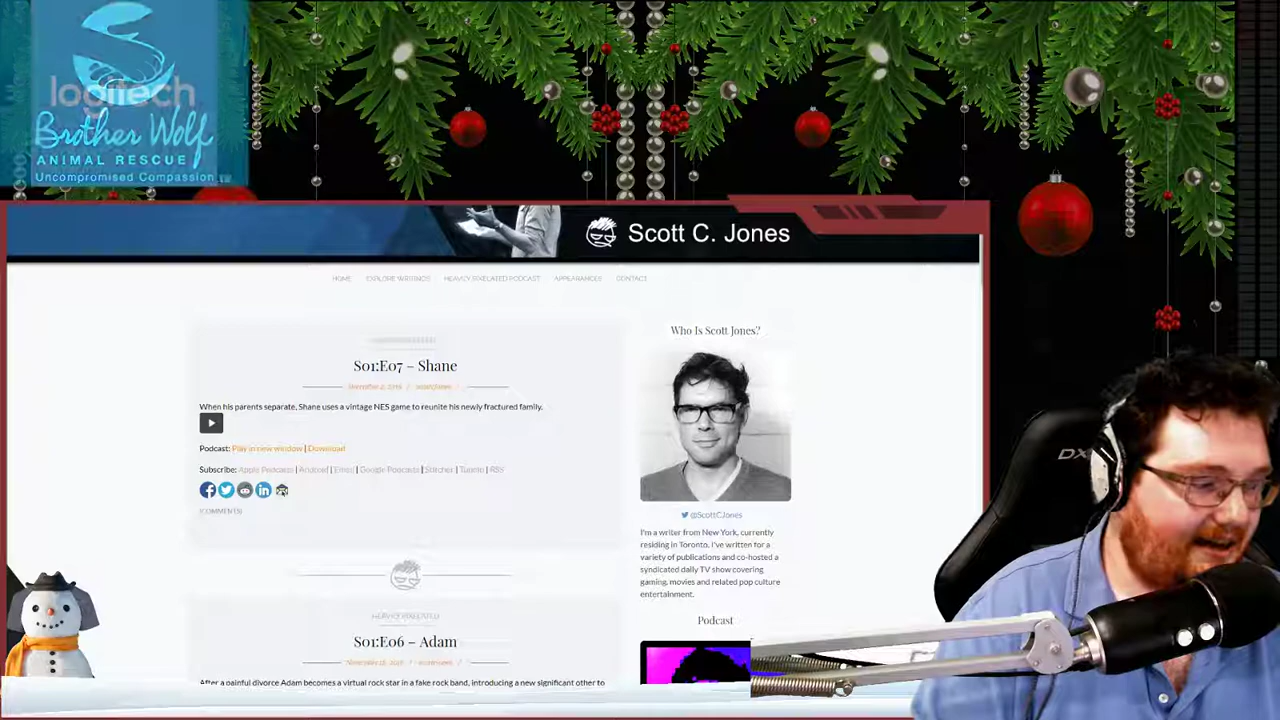 logitech
Brother Wolf
ANIMAL RESCUE
Uncompromised Compassion
Scott C. Jones
HOME EXPLORE WRITINGS HEAVILY PIXELATED PODCAST APPEARANCES CONTACT
S01:E07 – Shane
When his parents separate, Shane uses a vintage NES game to reunite his newly fractured family.
Podcast: Play in new window | Download
Subscribe: Apple Podcasts | Android | Email | Google Podcasts | Stitcher | TuneIn | RSS
HEAVILY PIXELATED
S01:E06 – Adam
After a painful divorce Adam becomes a virtual rock star in a fake rock band, introducing a new significant other to
Who Is Scott Jones?
@ScottCJones
I'm a writer from New York, currently
residing in Toronto. I've written for a
variety of publications and co-hosted a
syndicated daily TV show covering
gaming, movies and related pop culture
entertainment.
Podcast
DX